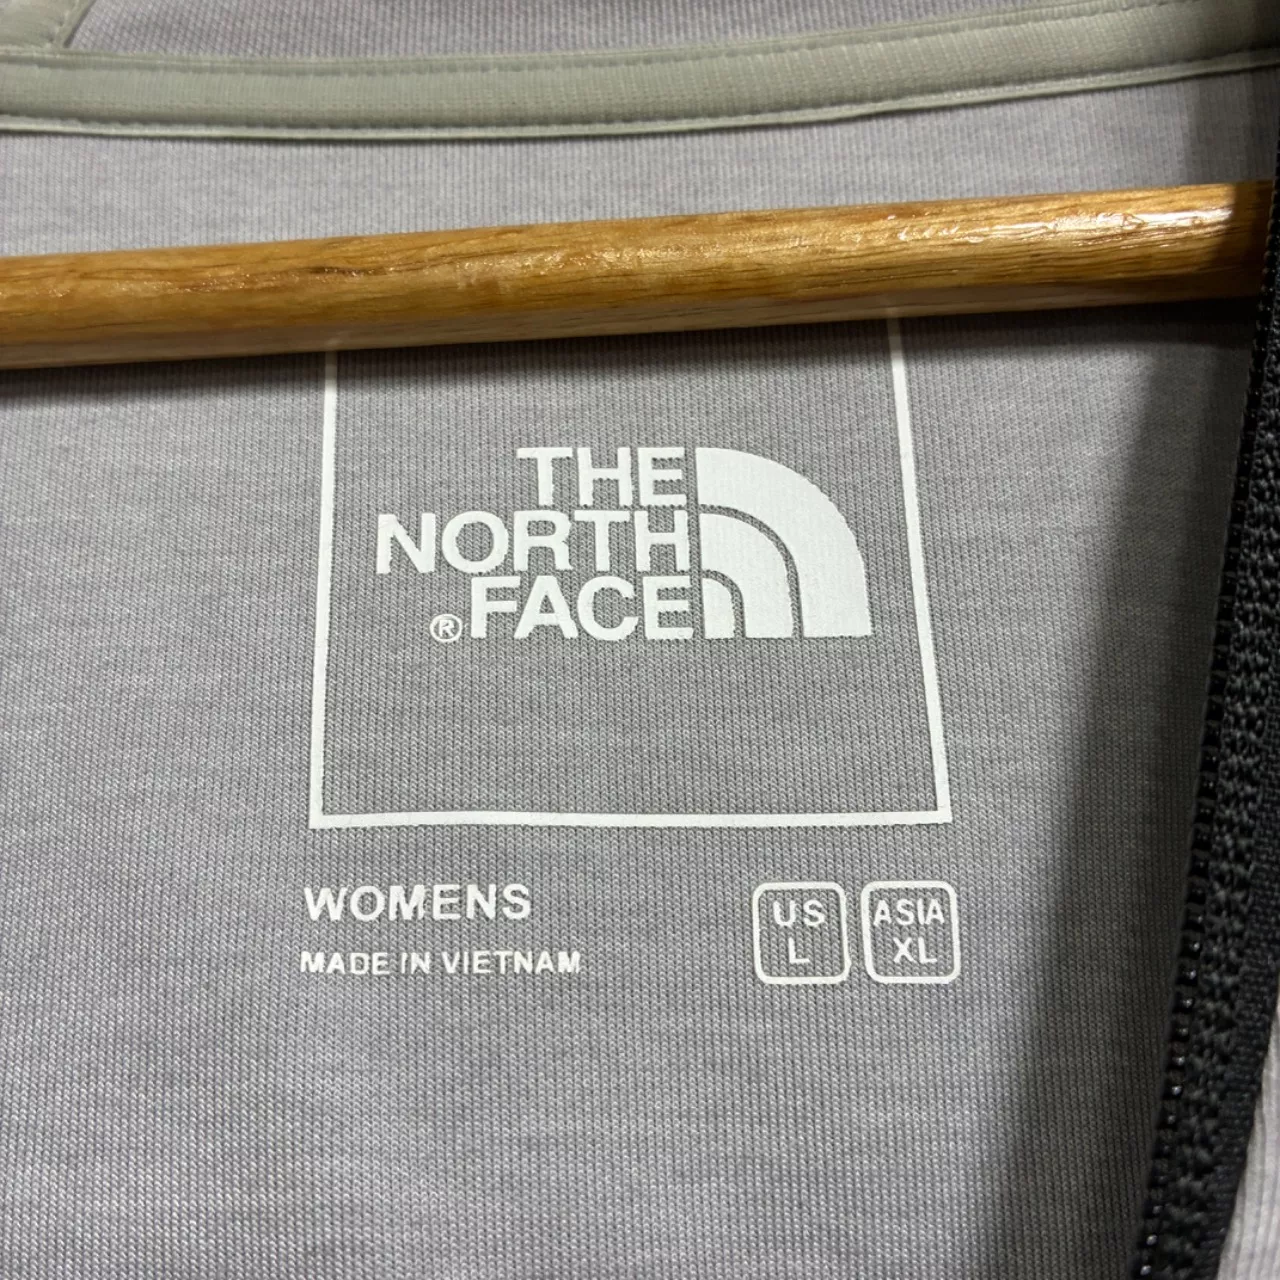 THE
NORTH
®FACE
WOMENS
MADE IN VIETNAM
US ASIA
L XL